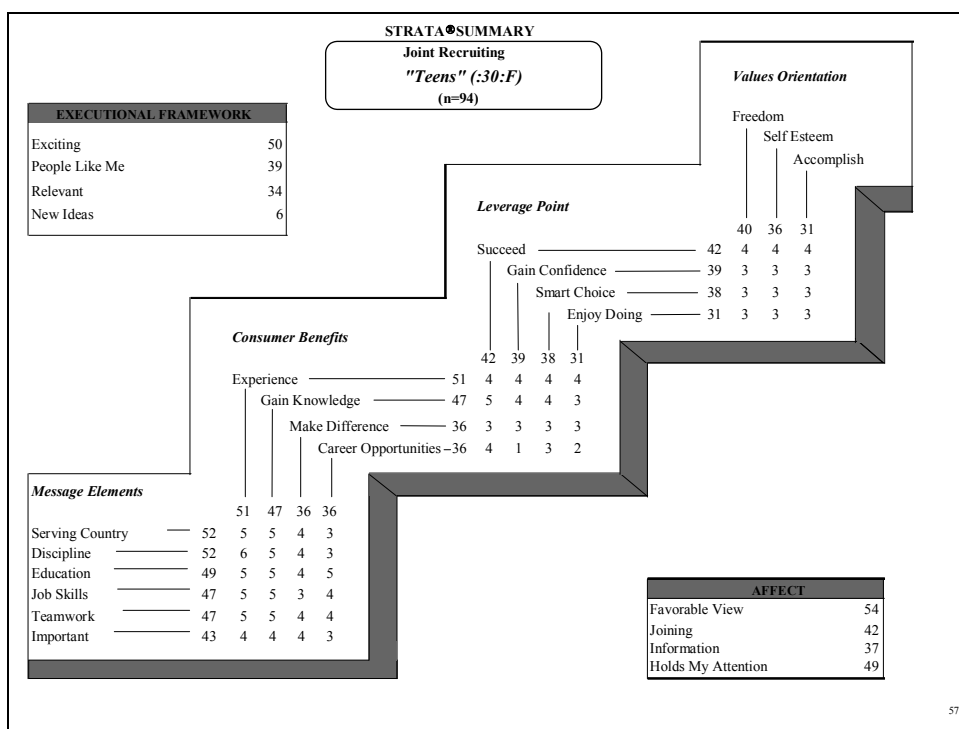 STRATA®SUMMARY
Joint Recruiting
"Teens" (:30:F)
(n=94)
EXECUTIONAL FRAMEWORK
Exciting 50
People Like Me 39
Relevant 34
New Ideas 6
Values Orientation
Freedom
Self Esteem
Accomplish
Leverage Point
40 36 31
Succeed 42 4 4 4
Gain Confidence 39 3 3 3
Smart Choice 38 3 3 3
Enjoy Doing 31 3 3 3
Consumer Benefits
42 39 38 31
Experience 51 4 4 4 4
Gain Knowledge 47 5 4 4 3
Make Difference 36 3 3 3 3
Career Opportunities 36 4 1 3 2
Message Elements
51 47 36 36
Serving Country 52 5 5 4 3
Discipline 52 6 5 4 3
Education 49 5 5 4 5
Job Skills 47 5 5 3 4
Teamwork 47 5 5 4 4
Important 43 4 4 4 3
AFFECT
Favorable View 54
Joining 42
Information 37
Holds My Attention 49
57